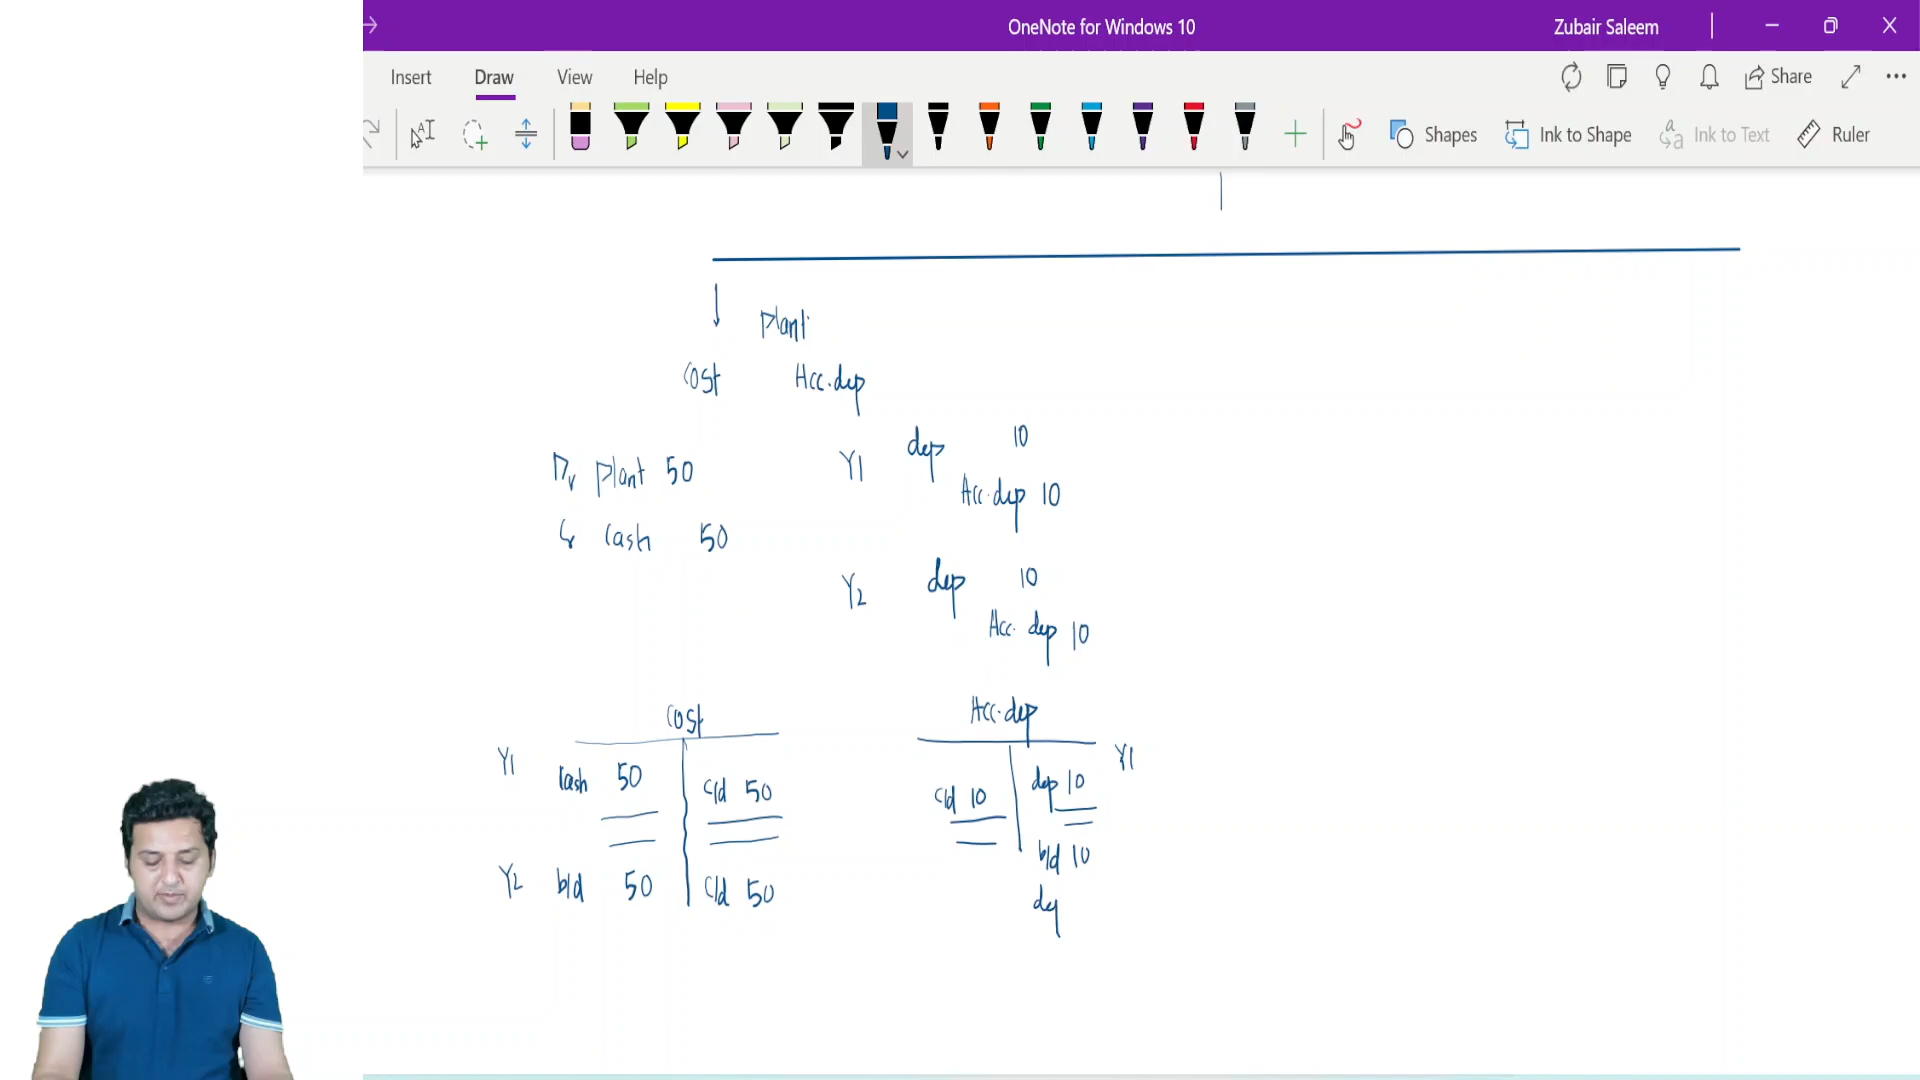 OneNote for Windows 10
Zubair Saleem
Insert Draw View Help
Share
Shapes Ink to Shape Ink to Text Ruler
Plant
Cost Acc.dep
Dr Plant 50
Cr Cash 50
Y1 dep 10
Acc.dep 10
Y2 dep 10
Acc. dep 10
Cost
Y1 Cash 50 c/d 50
Y2 b/d 50 c/d 50
Acc.dep
Y1
c/d 10 dep 10
b/d 10
de